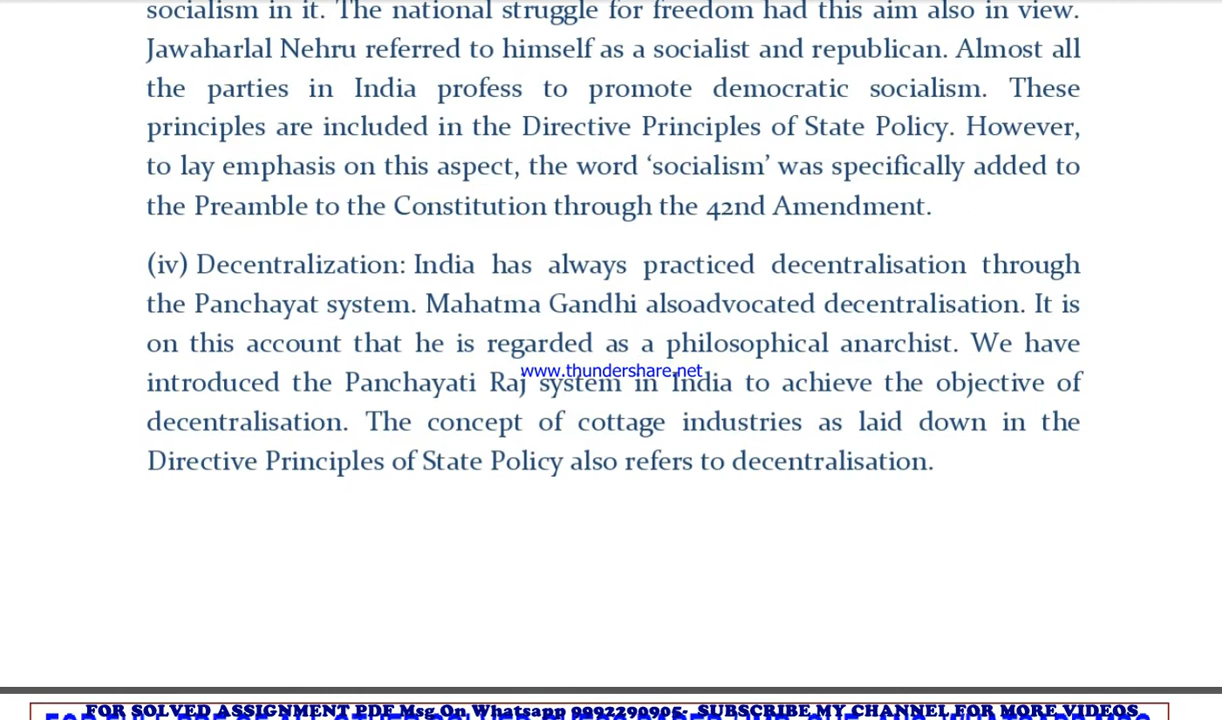 socialism in it. The national struggle for freedom had this aim also in view.
Jawaharlal Nehru referred to himself as a socialist and republican. Almost all
the parties in India profess to promote democratic socialism. These
principles are included in the Directive Principles of State Policy. However,
to lay emphasis on this aspect, the word ‘socialism’ was specifically added to
the Preamble to the Constitution through the 42nd Amendment.
(iv) Decentralization: India has always practiced decentralisation through
the Panchayat system. Mahatma Gandhi alsoadvocated decentralisation. It is
on this account that he is regarded as a philosophical anarchist. We have
www.thundershare.net
introduced the Panchayati Raj system in India to achieve the objective of
decentralisation. The concept of cottage industries as laid down in the
Directive Principles of State Policy also refers to decentralisation.
FOR SOLVED ASSIGNMENT PDF Msg On Whatsapp 9992290905- SUBSCRIBE MY CHANNEL FOR MORE VIDEOS